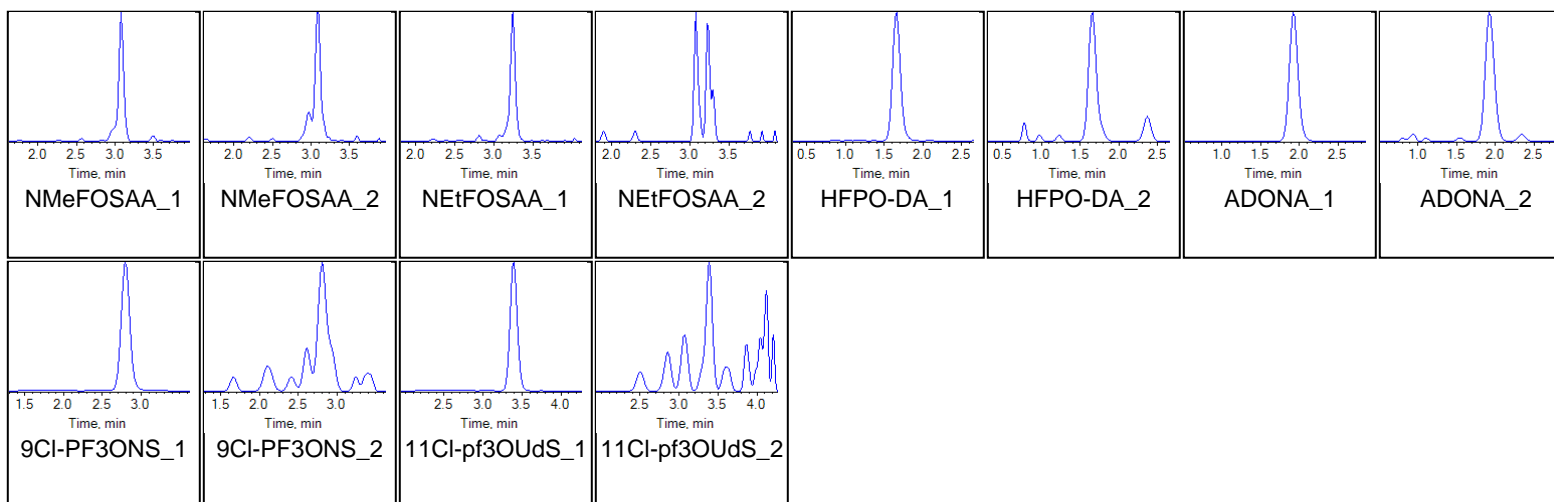 2.0 3.0 3.5
Time, min
NMeFOSAA_1
2.0 2.5 3.0 3.5
Time, min
NMeFOSAA_2
2.0 2.5 3.0 3.5
Time, min
NEtFOSAA_1
2.0 2.5 3.0 3.5
Time, min
NEtFOSAA_2
0.5 1.0 1.5 2.0 2.5
Time, min
HFPO-DA_1
0.5 1.0 1.5 2.0 2.5
Time, min
HFPO-DA_2
1.0 1.5 2.0 2.5
Time, min
ADONA_1
1.0 1.5 2.0 2.5
Time, min
ADONA_2
1.5 2.0 2.5 3.0
Time, min
9Cl-PF3ONS_1
1.5 2.0 2.5 3.0
Time, min
9Cl-PF3ONS_2
2.5 3.0 3.5 4.0
Time, min
11Cl-pf3OUdS_1
2.5 3.0 3.5 4.0
Time, min
11Cl-pf3OUdS_2